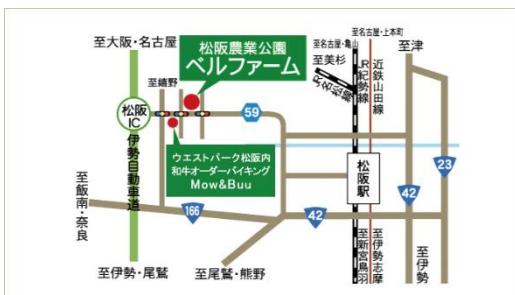 至大阪・名古屋
松阪農業公園
ベルファーム
至名古屋・亀山
至名古屋・上本町
至美杉
至津
至嬉野
JR名松線
JR紀勢線
近鉄山田線
松阪
IC
59
伊勢自動車道
ウエストパーク松阪内
和牛オーダーバイキング
Mow&Buu
松阪駅
23
42
至飯南・奈良
166
42
至伊勢・尾鷲
至尾鷲・熊野
至新宮鳥羽
至伊勢志摩
至伊勢